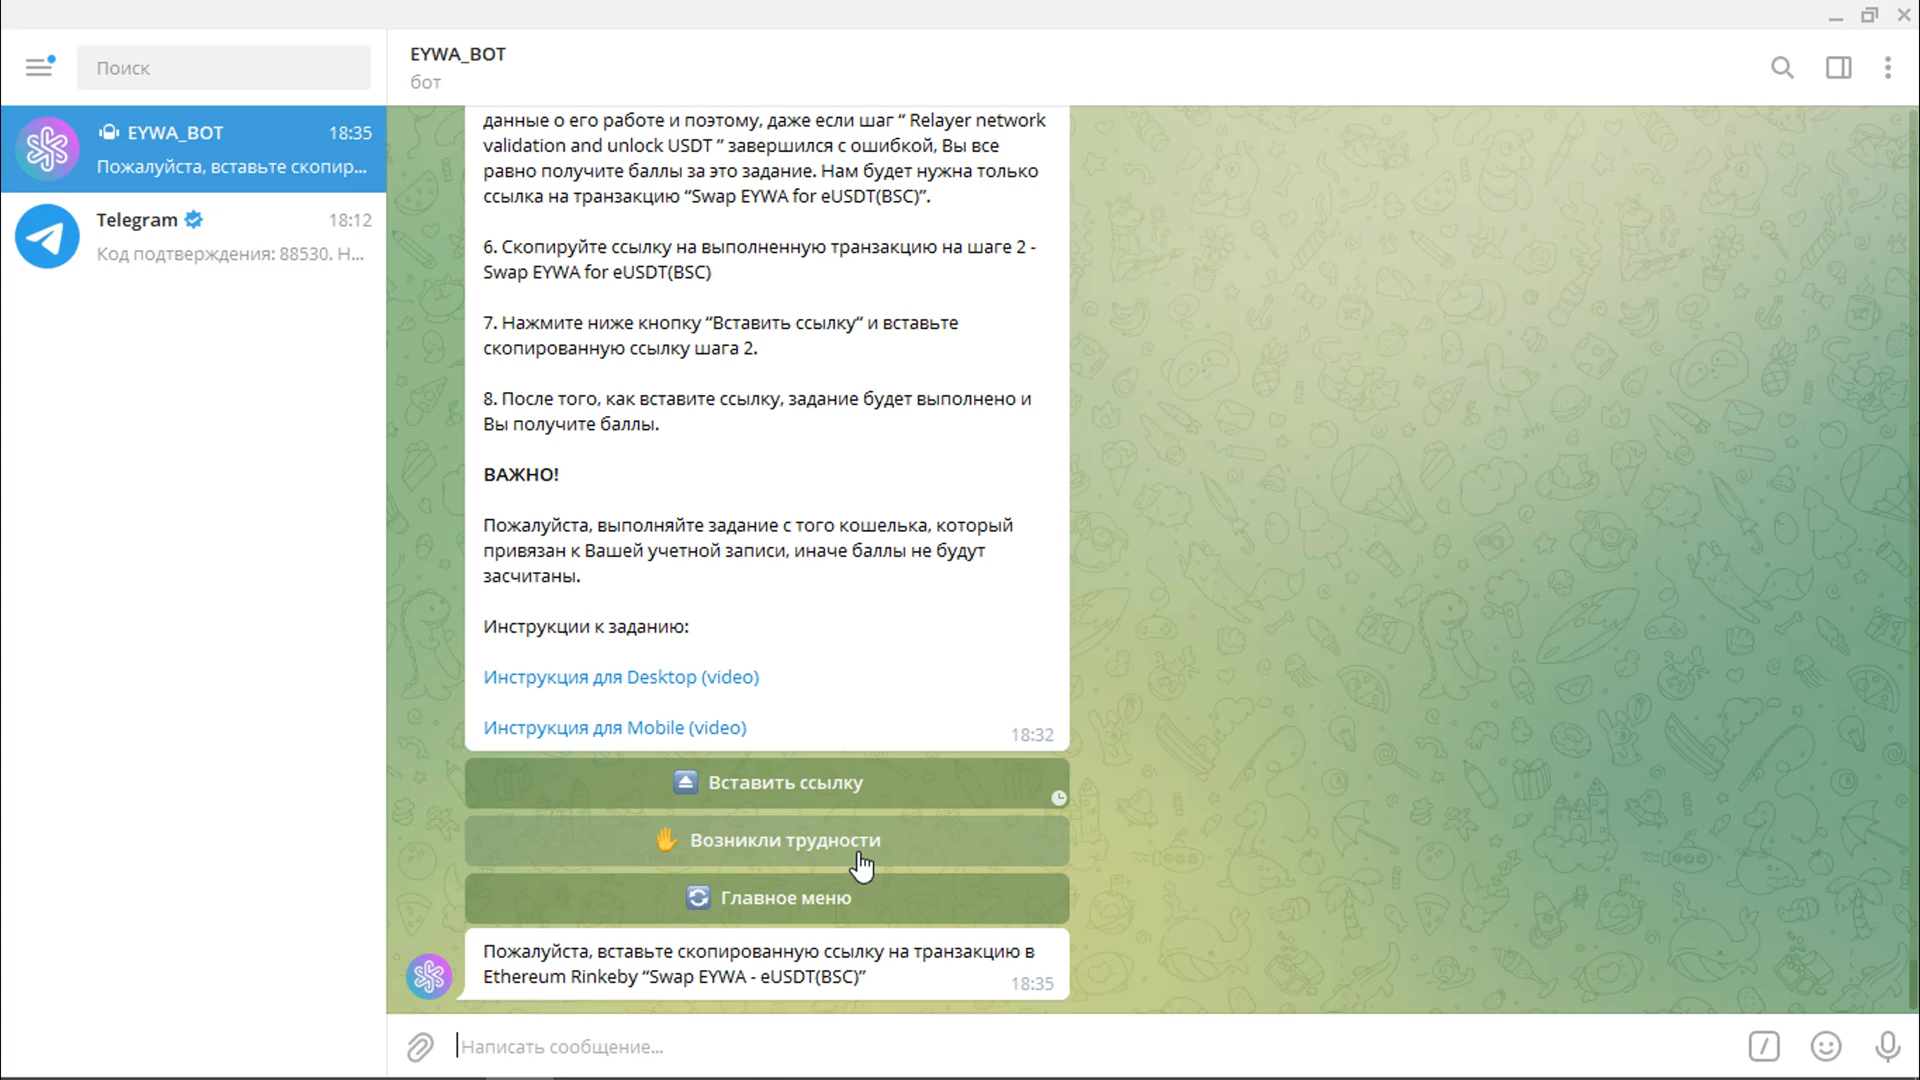 Поиск
EYWA_BOT
18:35
Пожалуйста, вставьте скопир...
Telegram
18:12
Код подтверждения: 88530. Н...
EYWA_BOT
бот
данные о его работе и поэтому, даже если шаг “ Relayer network
validation and unlock USDT ” завершился с ошибкой, Вы все
равно получите баллы за это задание. Нам будет нужна только
ссылка на транзакцию “Swap EYWA for eUSDT(BSC)”.
6. Скопируйте ссылку на выполненную транзакцию на шаге 2 -
Swap EYWA for eUSDT(BSC)
7. Нажмите ниже кнопку “Вставить ссылку“ и вставьте
скопированную ссылку шага 2.
8. После того, как вставите ссылку, задание будет выполнено и
Вы получите баллы.
ВАЖНО!
Пожалуйста, выполняйте задание с того кошелька, который
привязан к Вашей учетной записи, иначе баллы не будут
засчитаны.
Инструкции к заданию:
Инструкция для Desktop (video)
Инструкция для Mobile (video)
18:32
Вставить ссылку
Возникли трудности
Главное меню
Пожалуйста, вставьте скопированную ссылку на транзакцию в
Ethereum Rinkeby “Swap EYWA - eUSDT(BSC)”
18:35
Написать сообщение...